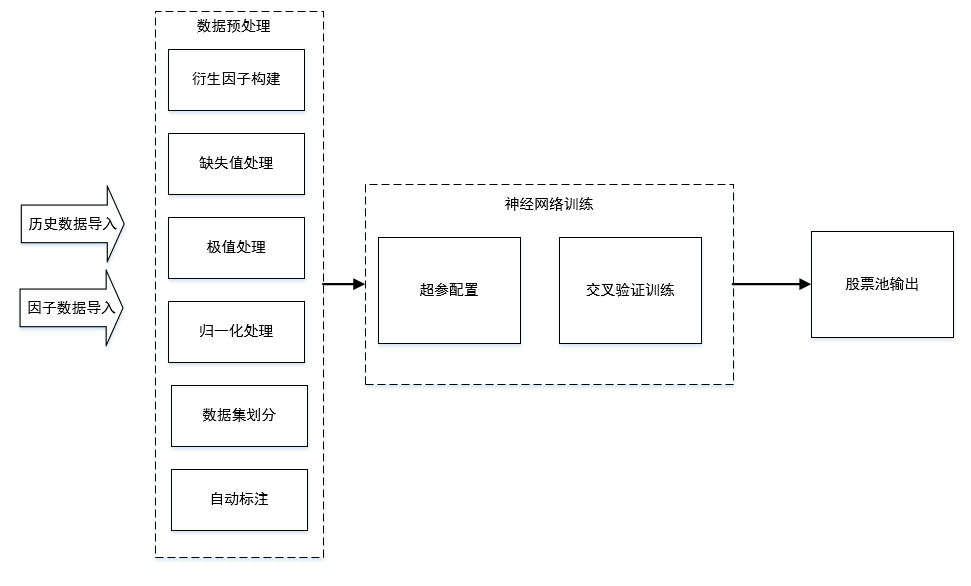 历史数据导入
因子数据导入
数据预处理
衍生因子构建
缺失值处理
极值处理
归一化处理
数据集划分
自动标注
神经网络训练
超参配置
交叉验证训练
股票池输出